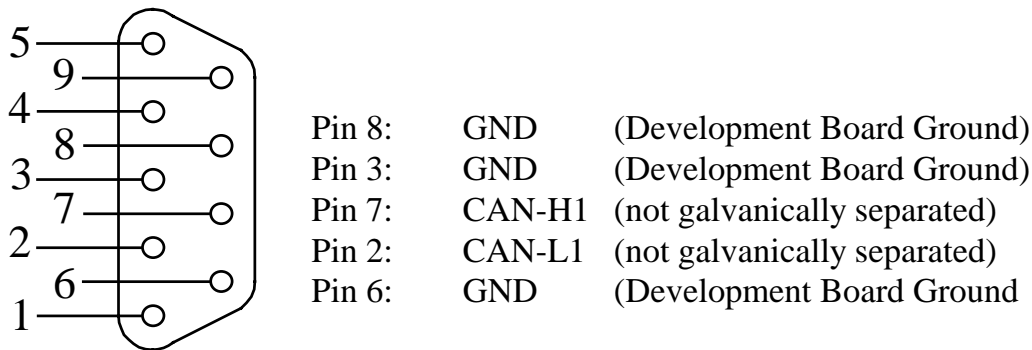 5
9
4
8
3
7
2
6
1
Pin 8: GND (Development Board Ground)
Pin 3: GND (Development Board Ground)
Pin 7: CAN-H1 (not galvanically separated)
Pin 2: CAN-L1 (not galvanically separated)
Pin 6: GND (Development Board Ground